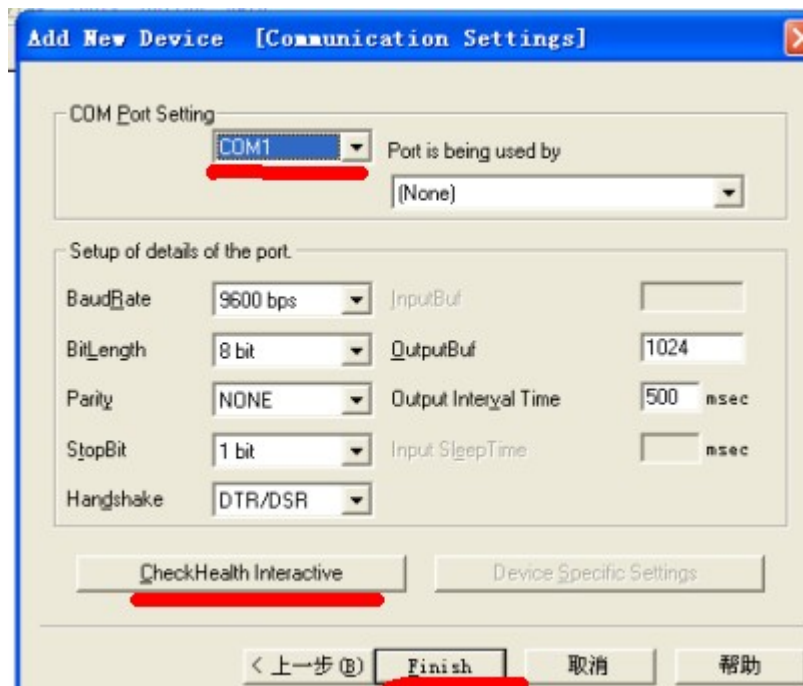 Add New Device [Communication Settings]
COM Port Setting
COM1
Port is being used by
(None)
Setup of details of the port.
BaudRate
9600 bps
InputBuf
BitLength
8 bit
OutputBuf
1024
Parity
NONE
Output Interval Time
500
msec
StopBit
1 bit
Input SleepTime
msec
Handshake
DTR/DSR
CheckHealth Interactive
Device Specific Settings
< 上一步(B)
Finish
取消
帮助